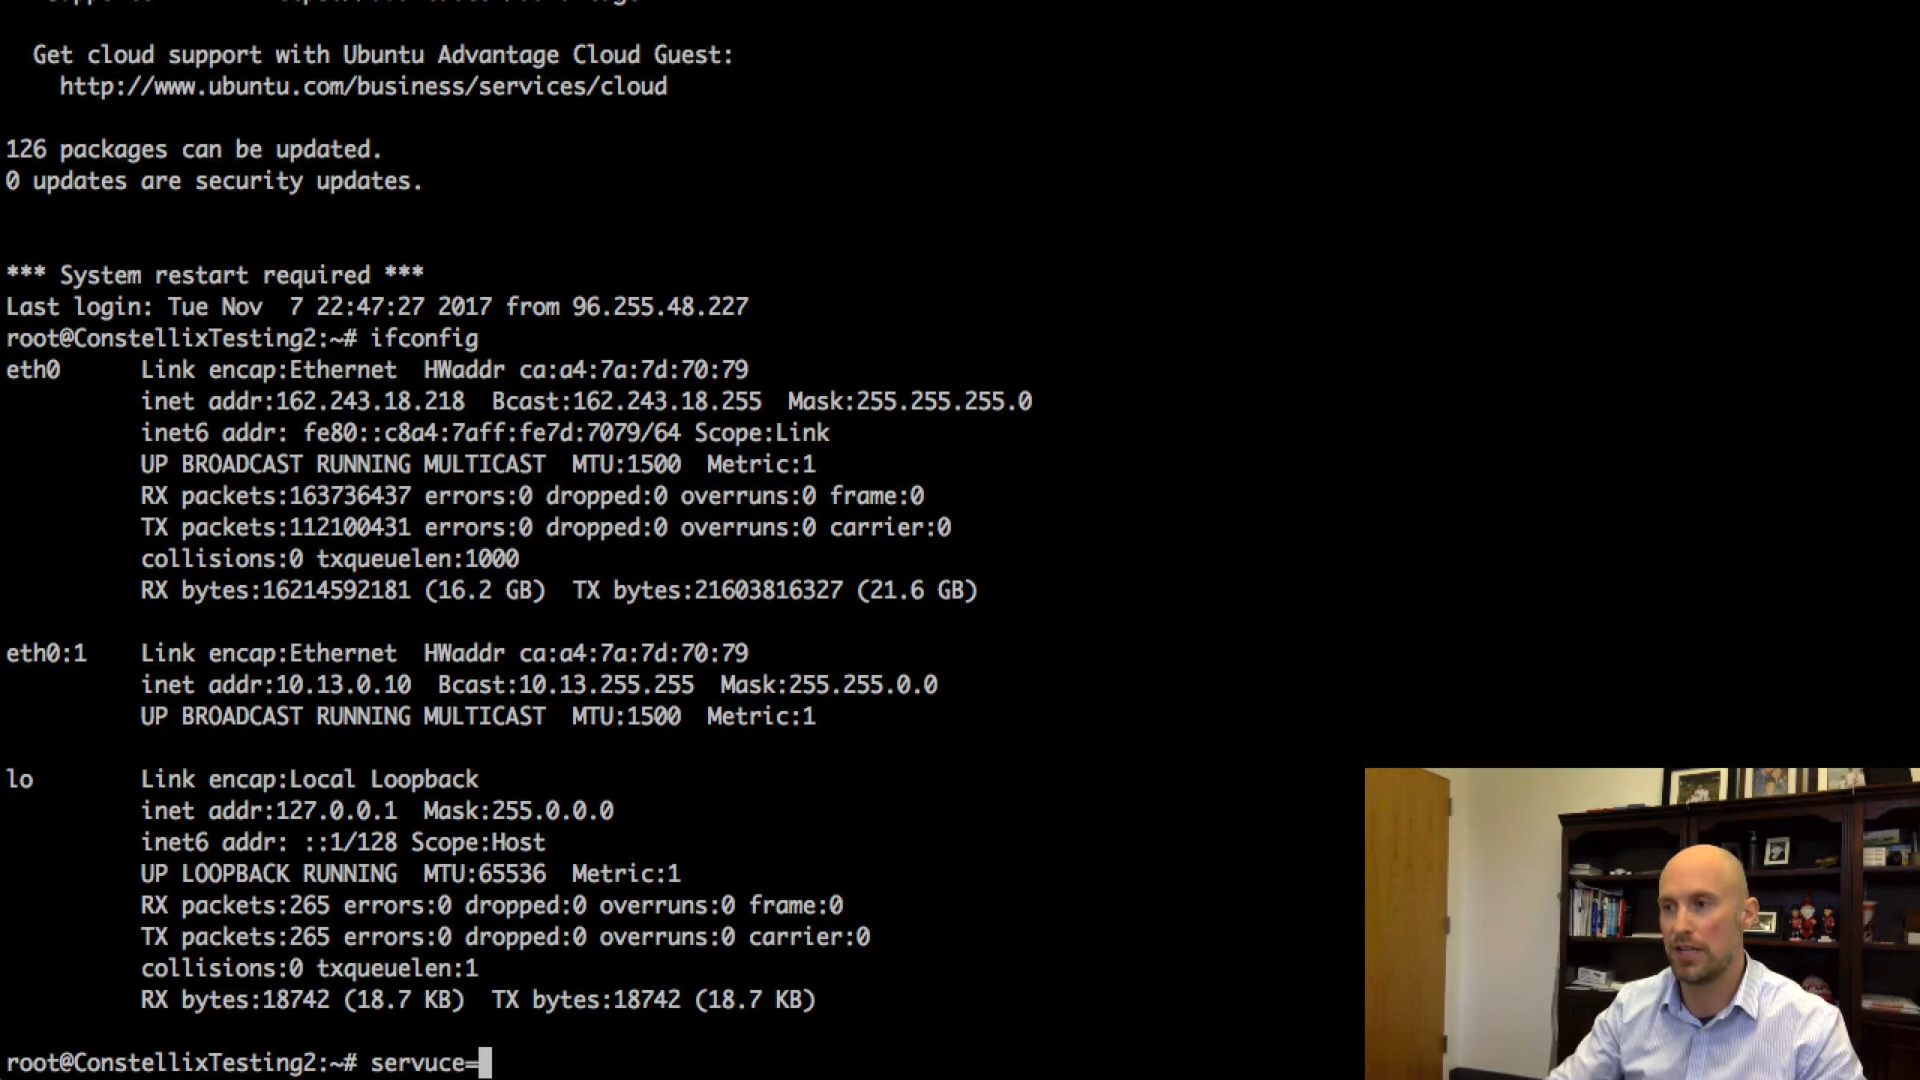 Get cloud support with Ubuntu Advantage Cloud Guest:
http://www.ubuntu.com/business/services/cloud
126 packages can be updated.
0 updates are security updates.
*** System restart required ***
Last login: Tue Nov  7 22:47:27 2017 from 96.255.48.227
root@ConstellixTesting2:~# ifconfig
eth0      Link encap:Ethernet  HWaddr ca:a4:7a:7d:70:79
inet addr:162.243.18.218  Bcast:162.243.18.255  Mask:255.255.255.0
inet6 addr: fe80::c8a4:7aff:fe7d:7079/64 Scope:Link
UP BROADCAST RUNNING MULTICAST  MTU:1500  Metric:1
RX packets:163736437 errors:0 dropped:0 overruns:0 frame:0
TX packets:112100431 errors:0 dropped:0 overruns:0 carrier:0
collisions:0 txqueuelen:1000
RX bytes:16214592181 (16.2 GB)  TX bytes:21603816327 (21.6 GB)
eth0:1    Link encap:Ethernet  HWaddr ca:a4:7a:7d:70:79
inet addr:10.13.0.10  Bcast:10.13.255.255  Mask:255.255.0.0
UP BROADCAST RUNNING MULTICAST  MTU:1500  Metric:1
lo        Link encap:Local Loopback
inet addr:127.0.0.1  Mask:255.0.0.0
inet6 addr: ::1/128 Scope:Host
UP LOOPBACK RUNNING  MTU:65536  Metric:1
RX packets:265 errors:0 dropped:0 overruns:0 frame:0
TX packets:265 errors:0 dropped:0 overruns:0 carrier:0
collisions:0 txqueuelen:1
RX bytes:18742 (18.7 KB)  TX bytes:18742 (18.7 KB)
root@ConstellixTesting2:~# servuce=